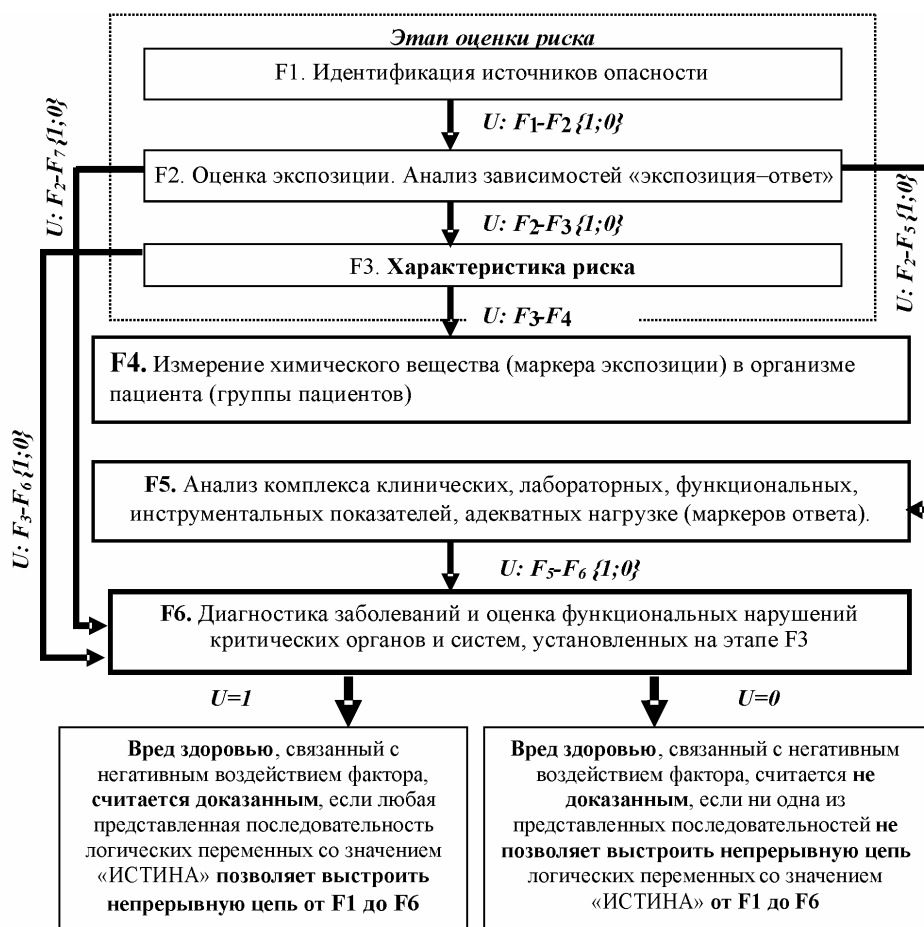 Этап оценки риска
F1. Идентификация источников опасности
U: F1-F2 {1;0}
F2. Оценка экспозиции. Анализ зависимостей «экспозиция–ответ»
U: F2-F7 {1;0}
U: F2-F5 {1;0}
U: F2-F3 {1;0}
F3. Характеристика риска
U: F3-F4
F4. Измерение химического вещества (маркера экспозиции) в организме
пациента (группы пациентов)
U: F3-F6 {1;0}
F5. Анализ комплекса клинических, лабораторных, функциональных,
инструментальных показателей, адекватных нагрузке (маркеров ответа).
U: F5-F6 {1;0}
F6. Диагностика заболеваний и оценка функциональных нарушений
критических органов и систем, установленных на этапе F3
U=1
U=0
Вред здоровью, связанный с
негативным воздействием фактора,
считается доказанным, если любая
представленная последовательность
логических переменных со значением
«ИСТИНА» позволяет выстроить
непрерывную цепь от F1 до F6
Вред здоровью, связанный с негативным
воздействием фактора, считается не
доказанным, если ни одна из
представленных последовательностей не
позволяет выстроить непрерывную цепь
логических переменных со значением
«ИСТИНА» от F1 до F6